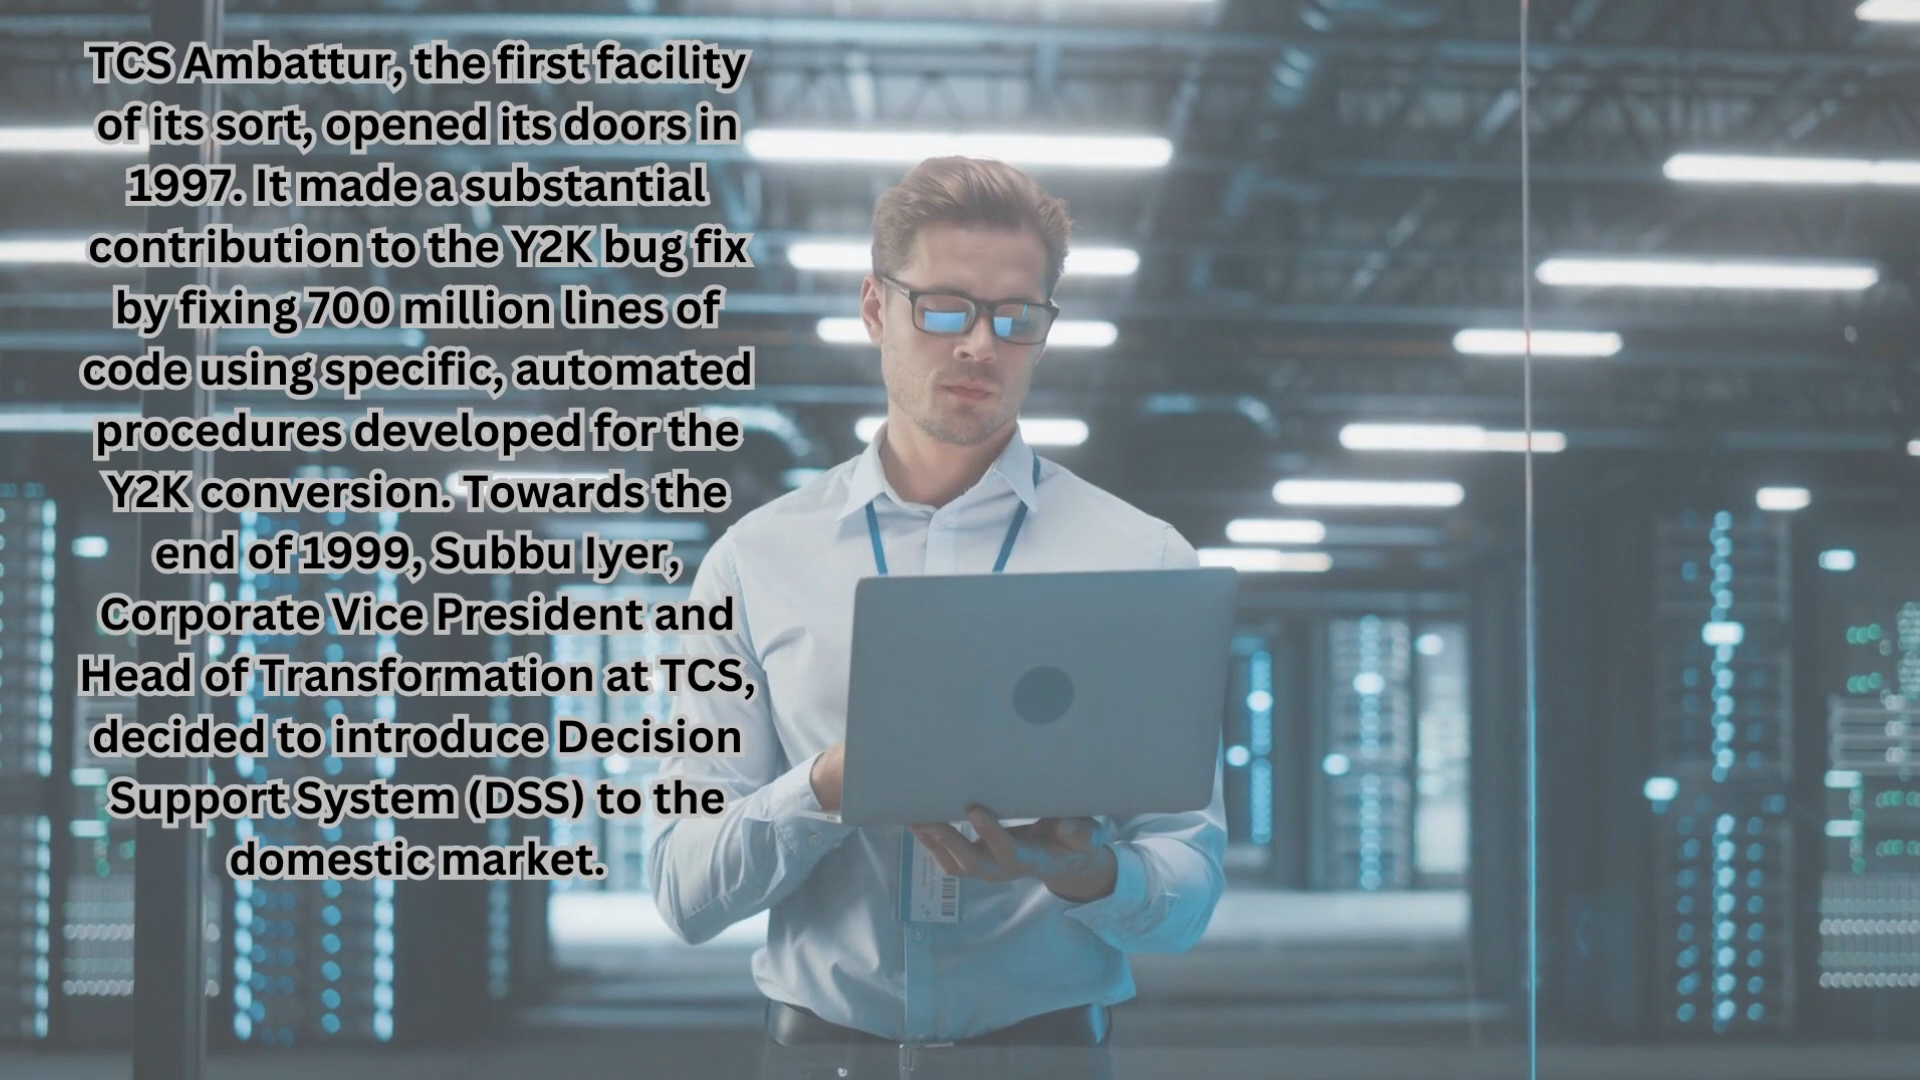 TCS Ambattur, the first facility
of its sort, opened its doors in
1997. It made a substantial
contribution to the Y2K bug fix
by fixing 700 million lines of
code using specific, automated
procedures developed for the
Y2K conversion. Towards the
end of 1999, Subbu Iyer,
Corporate Vice President and
Head of Transformation at TCS,
decided to introduce Decision
Support System (DSS) to the
domestic market.